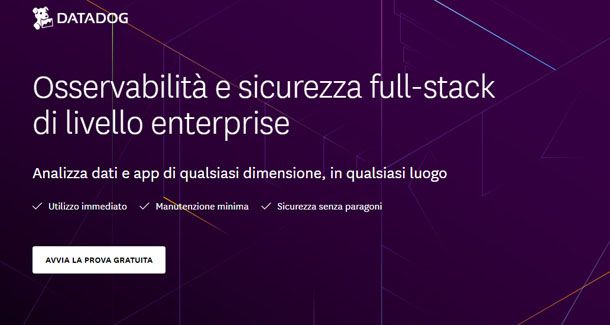 DATADOG
Osservabilità e sicurezza full-stack
di livello enterprise
Analizza dati e app di qualsiasi dimensione, in qualsiasi luogo
Utilizzo immediato Manutenzione minima Sicurezza senza paragoni
AVVIA LA PROVA GRATUITA